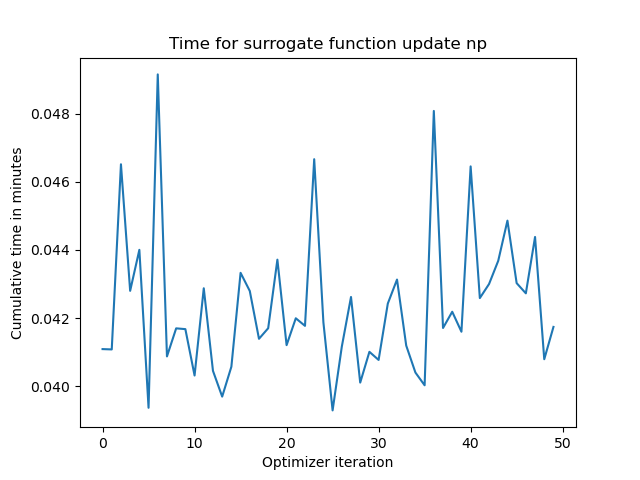 Time for surrogate function update np
Cumulative time in minutes
0.048
0.046
0.044
0.042
0.040
0 10 20 30 40 50
Optimizer iteration